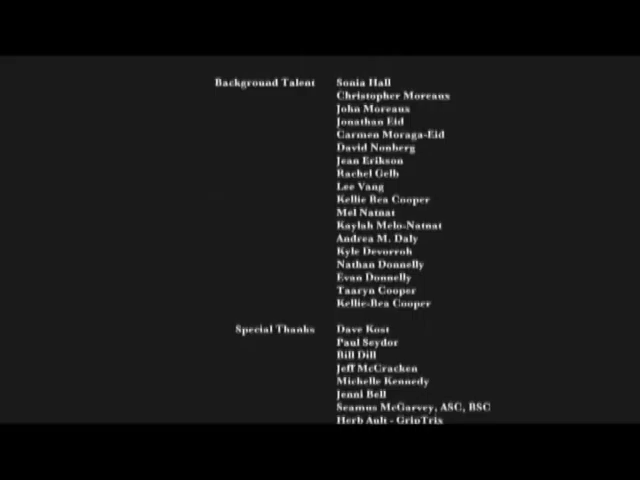 Background Talent Sonia Hall
Christopher Moreaux
John Moreaux
Jonathan Eid
Carmen Moraga-Eid
David Nonberg
Jean Erikson
Rachel Gelb
Lee Vang
Kellie Bea Cooper
Mel Natnat
Kaylah Melo-Natnat
Andrea M. Daly
Kyle Devorroh
Nathan Donnelly
Evan Donnelly
Taaryn Cooper
Kellie-Bea Cooper
Special Thanks Dave Kost
Paul Seydor
Bill Dill
Jeff McCracken
Michelle Kennedy
Jenni Bell
Seamus McGarvey, ASC, BSC
Herb Ault - GripTrix